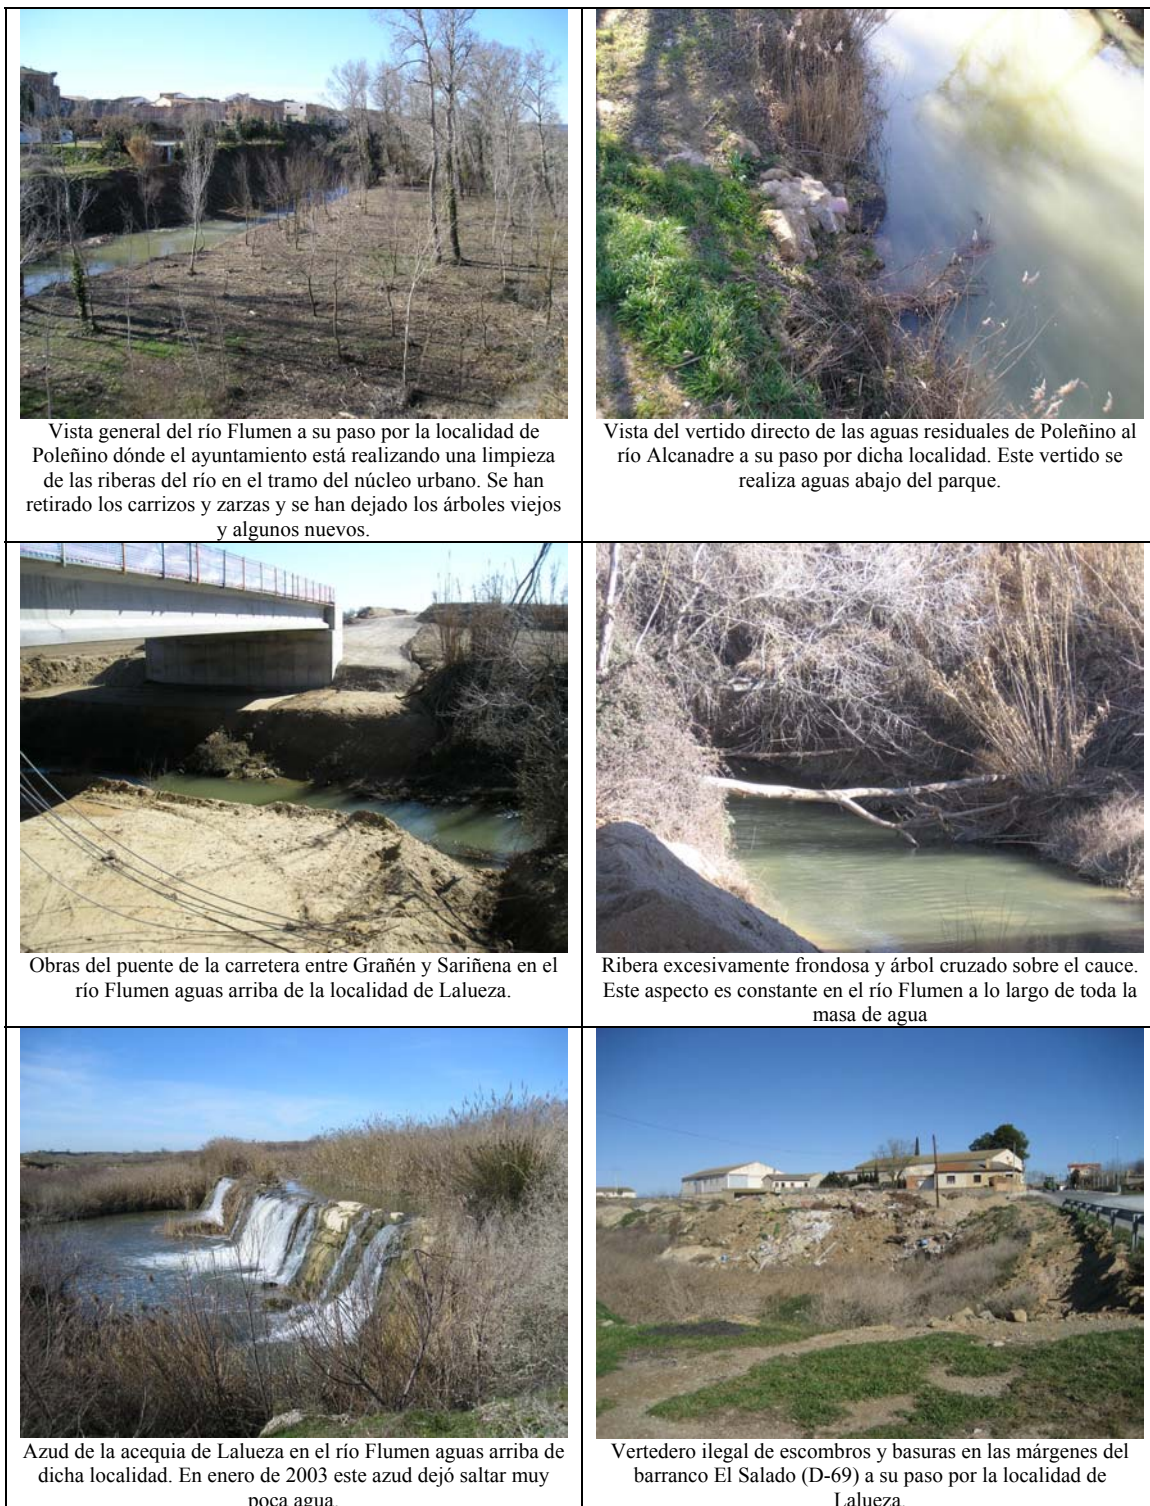 Vista general del río Flumen a su paso por la localidad de
Poleñino dónde el ayuntamiento está realizando una limpieza
de las riberas del río en el tramo del núcleo urbano. Se han
retirado los carrizos y zarzas y se han dejado los árboles viejos
y algunos nuevos.
Vista del vertido directo de las aguas residuales de Poleñino al
río Alcanadre a su paso por dicha localidad. Este vertido se
realiza aguas abajo del parque.
Obras del puente de la carretera entre Grañén y Sariñena en el
río Flumen aguas arriba de la localidad de Lalueza.
Ribera excesivamente frondosa y árbol cruzado sobre el cauce.
Este aspecto es constante en el río Flumen a lo largo de toda la
masa de agua
Azud de la acequia de Lalueza en el río Flumen aguas arriba de
dicha localidad. En enero de 2003 este azud dejó saltar muy
poca agua.
Vertedero ilegal de escombros y basuras en las márgenes del
barranco El Salado (D-69) a su paso por la localidad de
Lalueza.